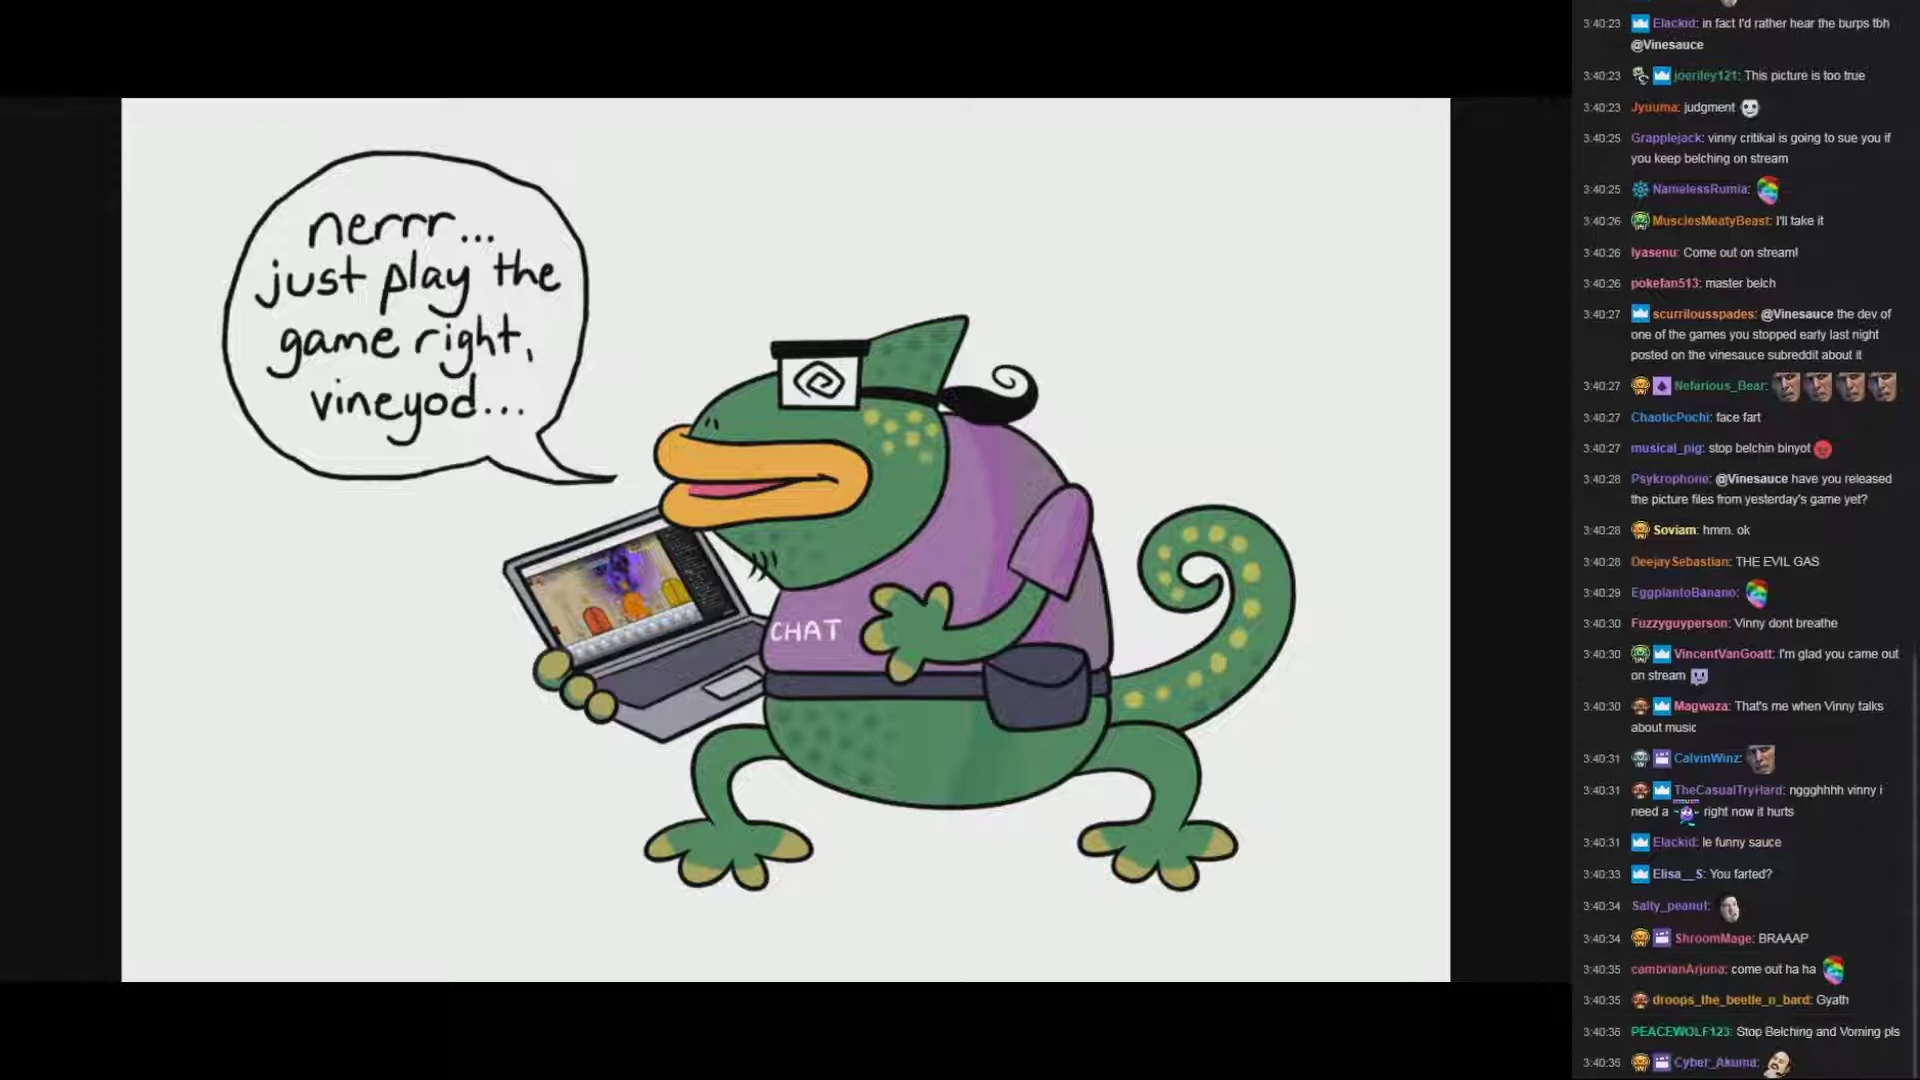 nerrr...
just play the
game right,
vineyod...
CHAT
3:40:23 Elackid: in fact I'd rather hear the burps tbh
@Vinesauce
3:40:23 joeriley121: This picture is too true
3:40:23 Jyuuma: judgment
3:40:25 Grapplejack: vinny critikal is going to sue you if
you keep belching on stream
3:40:25 NamelessRumia:
3:40:26 MusclesMeatyBeast: I'll take it
3:40:26 lyasenu: Come out on stream!
3:40:26 pokefan513: master belch
3:40:27 scurrilousspades: @Vinesauce the dev of
one of the games you stopped early last night
posted on the vinesauce subreddit about it
3:40:27 Nefarious_Bear:
3:40:27 ChaoticPochi: face fart
3:40:27 musical_pig: stop belchin binyot
3:40:28 Psykrophone: @Vinesauce have you released
the picture files from yesterday's game yet?
3:40:28 Soviam: hmm. ok
3:40:28 DeejaySebastian: THE EVIL GAS
3:40:29 EggplantoBanano:
3:40:30 Fuzzyguyperson: Vinny dont breathe
3:40:30 VincentVanGoatt: I'm glad you came out
on stream
3:40:30 Magwaza: That's me when Vinny talks
about music
3:40:31 CalvinWinz:
3:40:31 TheCasualTryHard: nggghhhh vinny i
need a right now it hurts
3:40:31 Elackid: le funny sauce
3:40:33 Elisa__S: You farted?
3:40:34 Salty_peanut:
3:40:34 ShroomMage: BRAAAP
3:40:35 cambrianArjuna: come out ha ha
3:40:35 droops_the_beetle_n_bard: Gyath
3:40:36 PEACEWOLF123: Stop Belching and Voming pls
3:40:36 Cyber_Akuma: